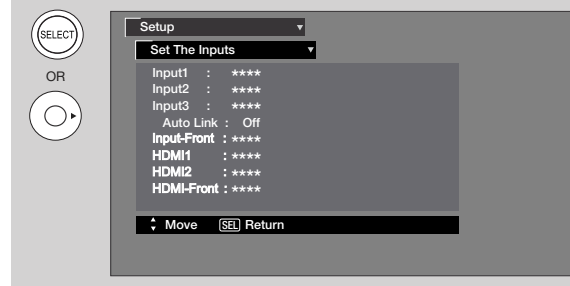 SELECT
OR
Setup ▼
Set The Inputs ▼
Input1 : ****
Input2 : ****
Input3 : ****
Auto Link : Off
Input-Front : ****
HDMI1 : ****
HDMI2 : ****
HDMI-Front : ****
Move SEL Return